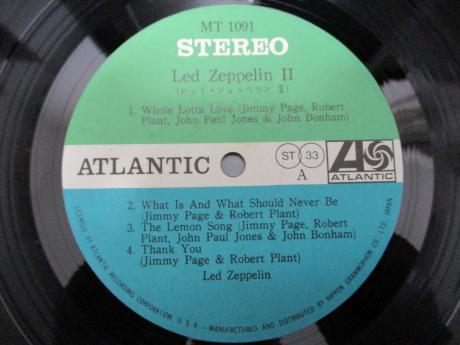 MT 1091
STEREO
Led Zeppelin II
(レッド・ツェッペリン II)
1. Whole Lotta Love (Jimmy Page, Robert
Plant, John Paul Jones & John Bonham)
ATLANTIC
ST 33
A
ATLANTIC
2. What Is And What Should Never Be
(Jimmy Page & Robert Plant)
3. The Lemon Song (Jimmy Page, Robert
Plant, John Paul Jones & John Bonham)
4. Thank You
(Jimmy Page & Robert Plant)
Led Zeppelin
LICENSED BY ATLANTIC RECORDING CORPORATION, U.S.A.—MANUFACTURED AND DISTRIBUTED BY NIPPON GRAMMOPHON CO., LTD. JAPAN